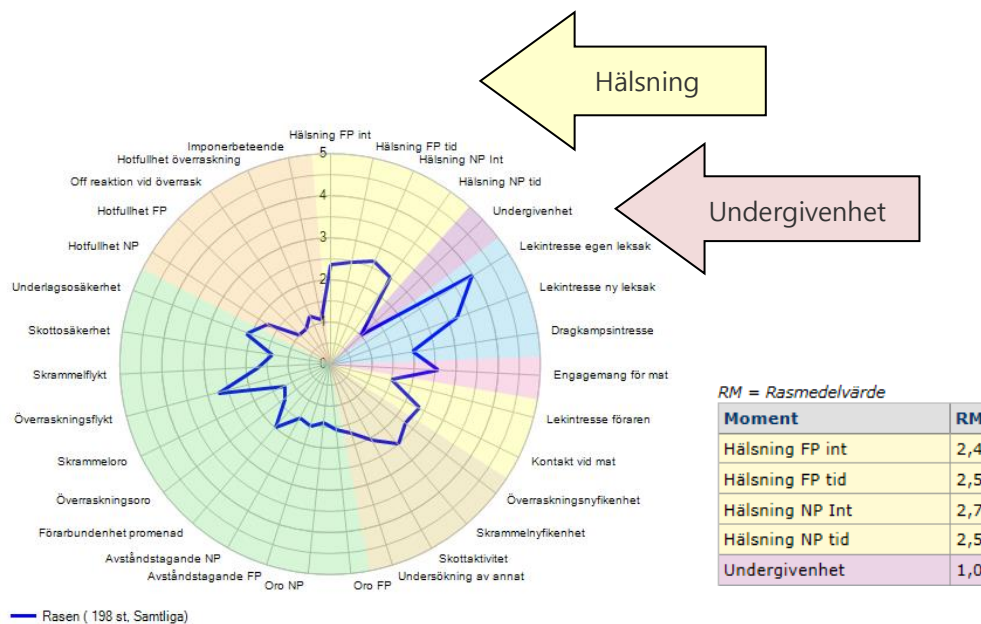 Hälsning
Undergivenhet
Hälsning FP int
Hälsning FP tid
Hälsning NP Int
Hälsning NP tid
Undergivenhet
Lekintresse egen leksak
Lekintresse ny leksak
Dragkampsintresse
Engagemang för mat
Lekintresse föraren
Kontakt vid mat
Överraskningsnyfikenhet
Skrammelnyfikenhet
Skottaktivitet
Undersökning av annat
Oro FP
Oro NP
Avståndstagande FP
Avståndstagande NP
Förarbundenhet promenad
Överraskningsoro
Skrammeloro
Överraskningsflykt
Skrammelflykt
Skottosäkerhet
Underlagsosäkerhet
Hotfullhet NP
Hotfullhet FP
Off reaktion vid överrask
Hotfullhet överraskning
Imponerbeteende
5
4
3
2
1
0
Rasen ( 198 st, Samtliga)
RM = Rasmedelvärde
Moment RM
Hälsning FP int 2,4
Hälsning FP tid 2,5
Hälsning NP Int 2,7
Hälsning NP tid 2,5
Undergivenhet 1,0